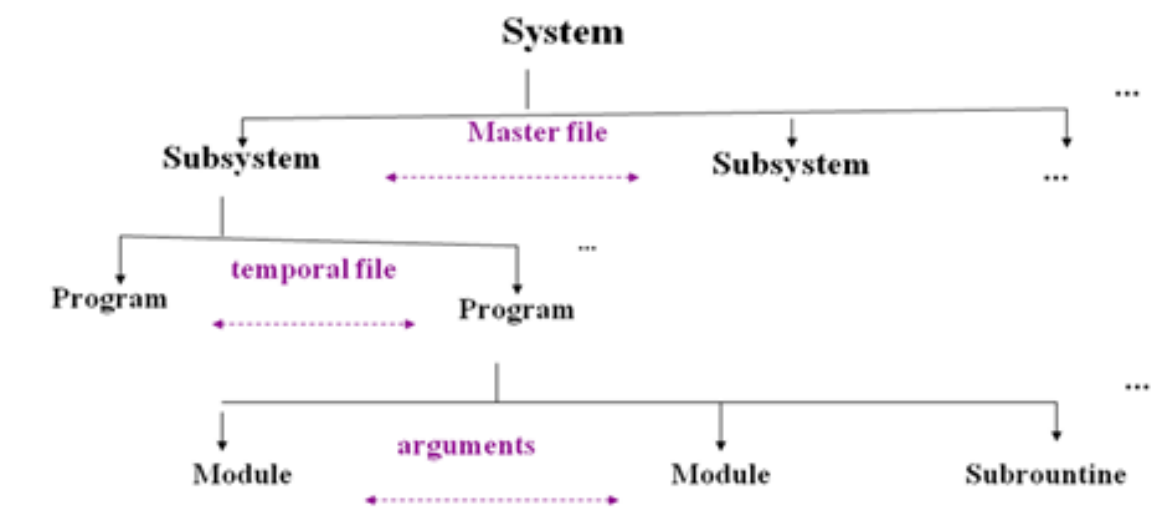 System
...
Master file
Subsystem
Subsystem
...
...
temporal file
Program
Program
...
arguments
Module
Module
Subrountine